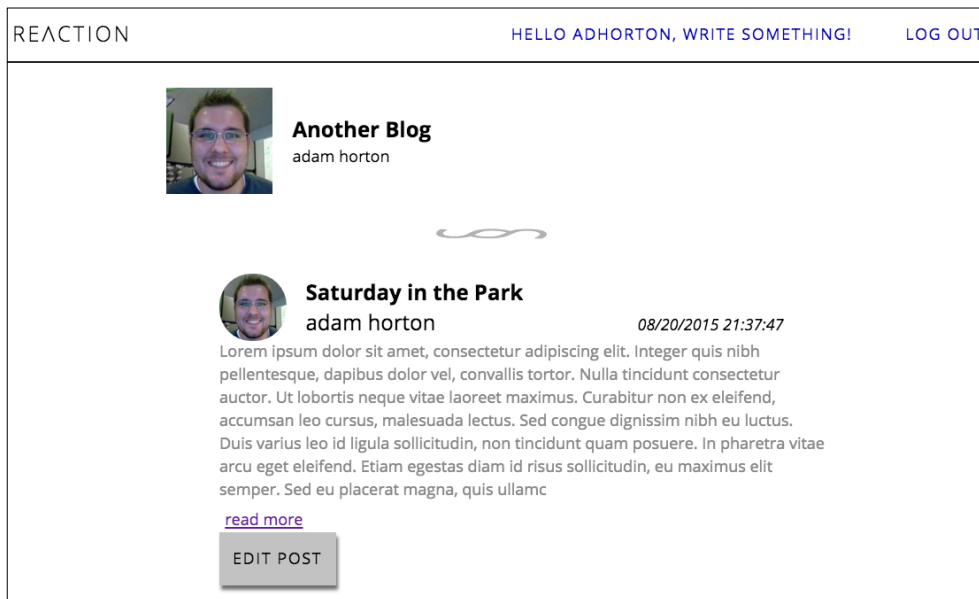 REACTION
HELLO ADHORTON, WRITE SOMETHING!
LOG OUT
Another Blog
adam horton
Saturday in the Park
adam horton
08/20/2015 21:37:47
Lorem ipsum dolor sit amet, consectetur adipiscing elit. Integer quis nibh
pellentesque, dapibus dolor vel, convallis tortor. Nulla tincidunt consectetur
auctor. Ut lobortis neque vitae laoreet maximus. Curabitur non ex eleifend,
accumsan leo cursus, malesuada lectus. Sed congue dignissim nibh eu luctus.
Duis varius leo id ligula sollicitudin, non tincidunt quam posuere. In pharetra vitae
arcu eget eleifend. Etiam egestas diam id risus sollicitudin, eu maximus elit
semper. Sed eu placerat magna, quis ullamc
read more
EDIT POST